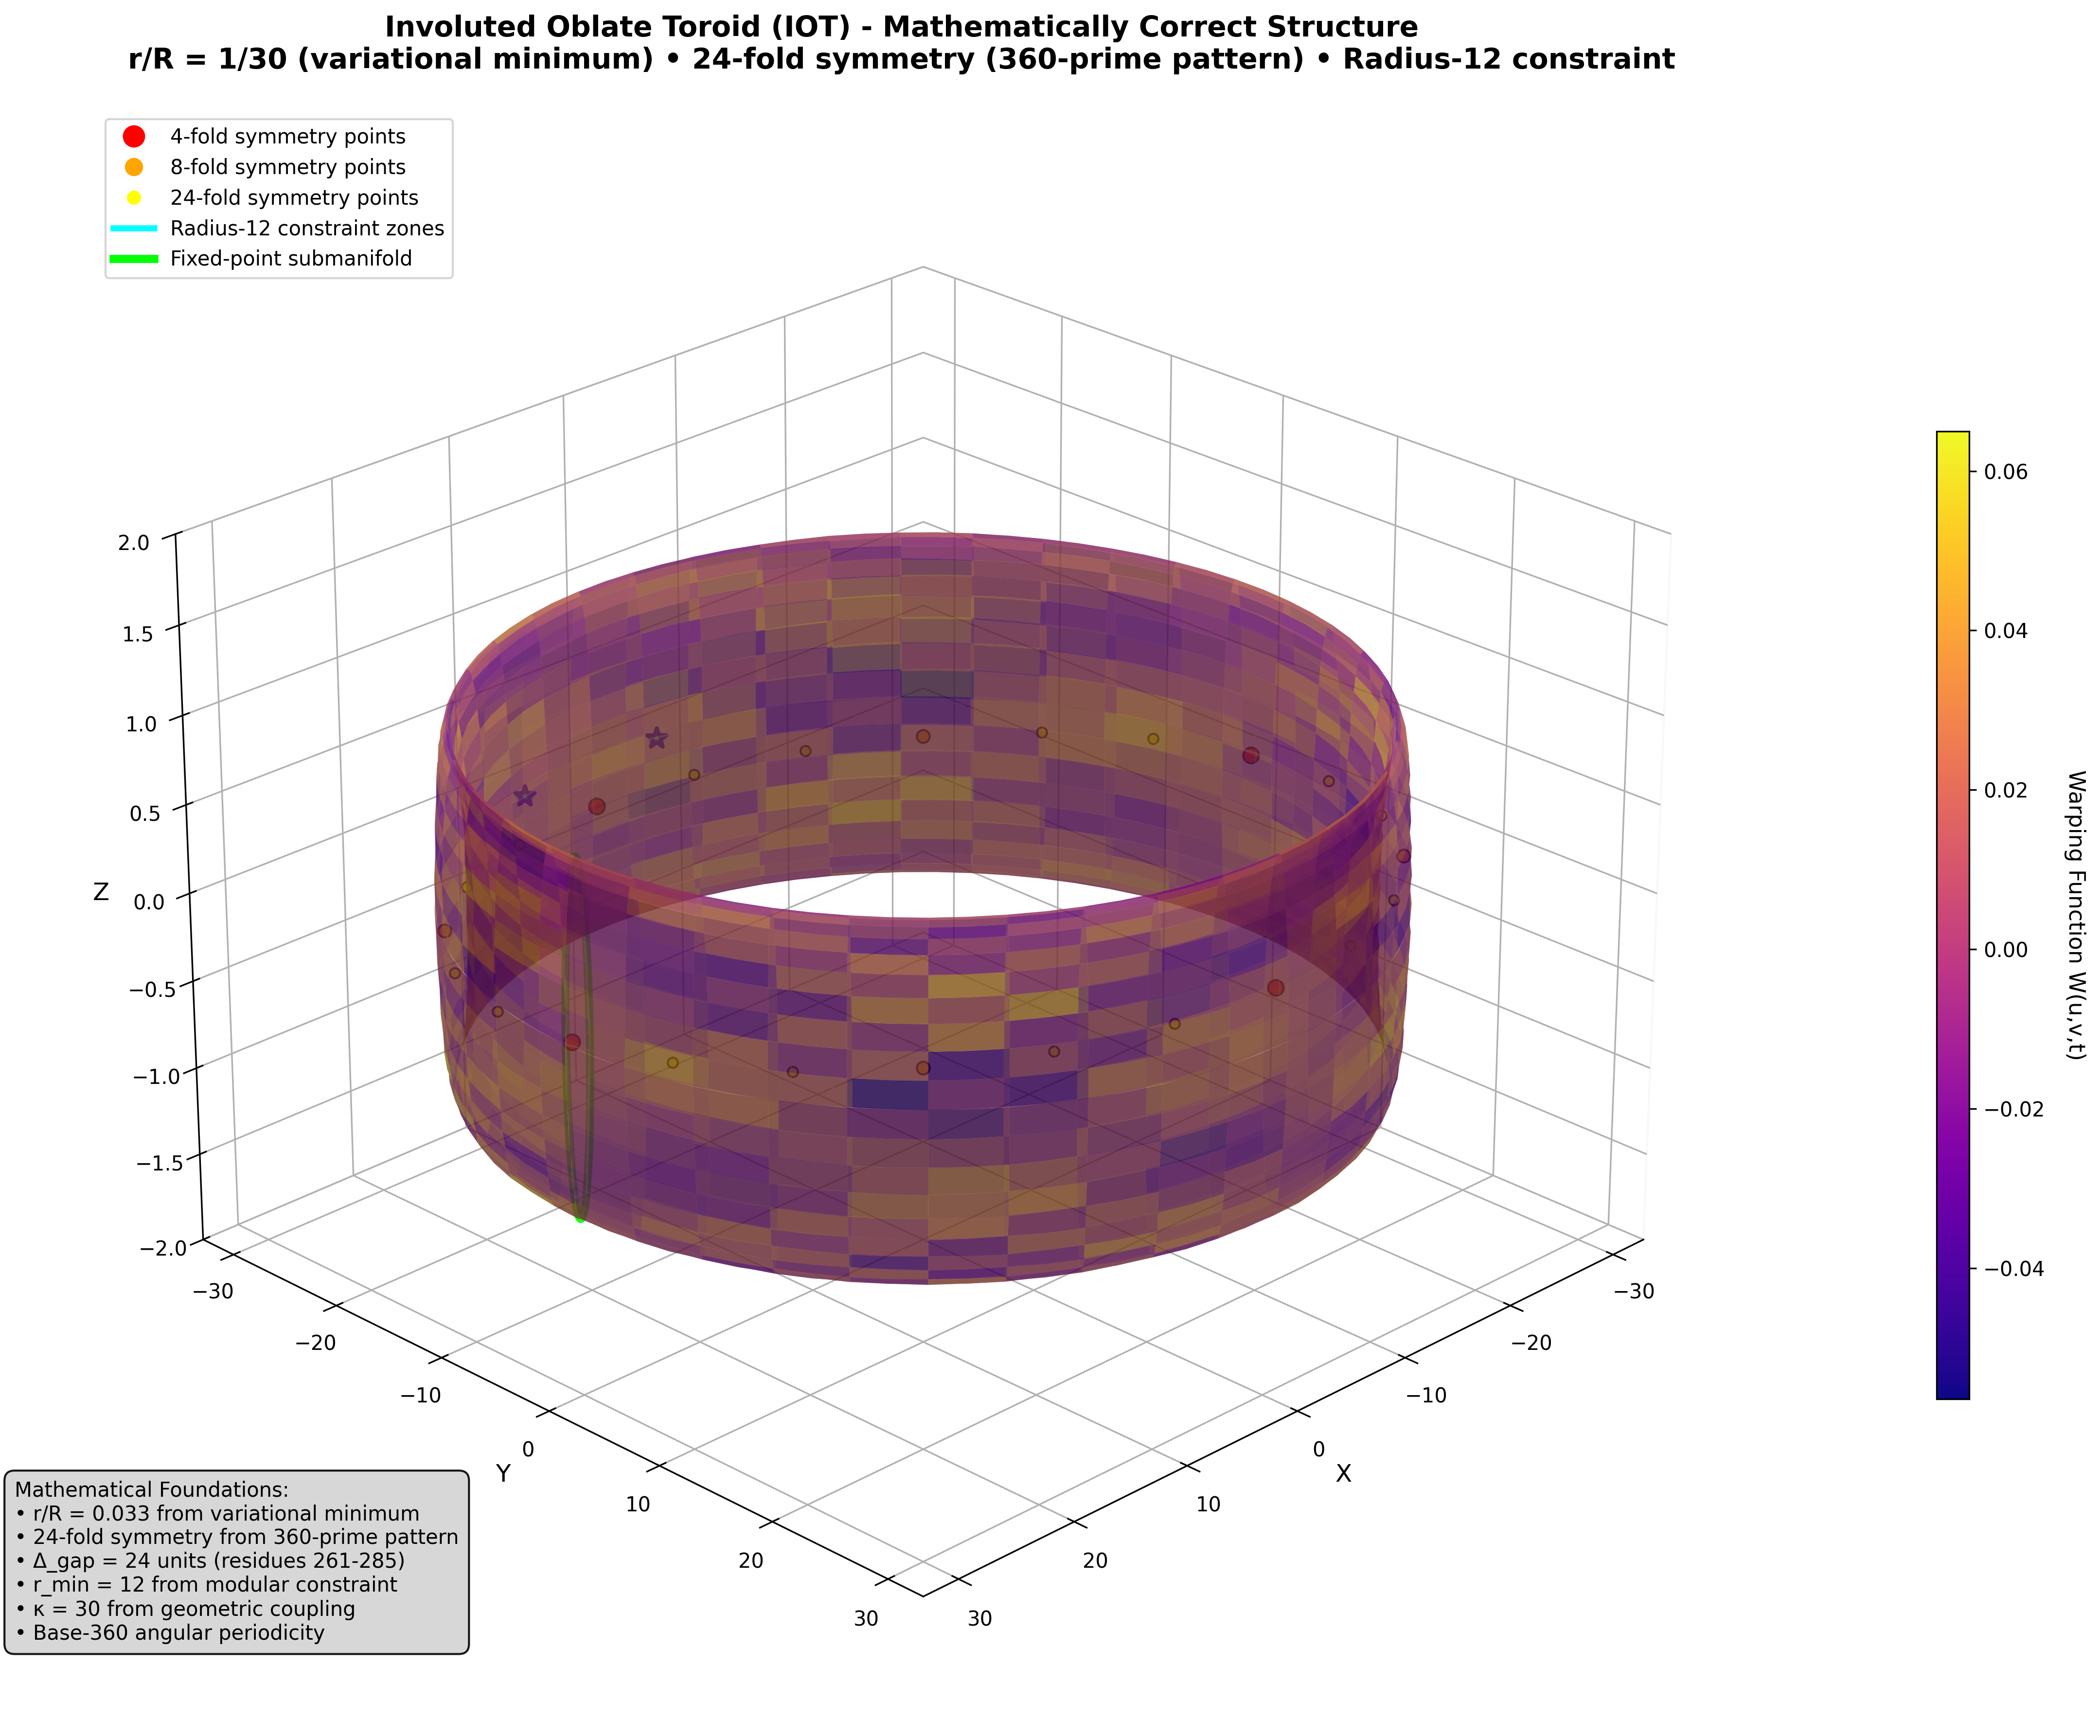 Involuted Oblate Toroid (IOT) - Mathematically Correct Structure
r/R = 1/30 (variational minimum) • 24-fold symmetry (360-prime pattern) • Radius-12 constraint
4-fold symmetry points
8-fold symmetry points
24-fold symmetry points
Radius-12 constraint zones
Fixed-point submanifold
2.0
1.5
1.0
0.5
0.0
−0.5
−1.0
−1.5
−2.0
Z
−30
−20
−10
0
10
20
30
Y
30
20
10
0
−10
−20
−30
X
0.06
0.04
0.02
0.00
−0.02
−0.04
Warping Function W(u,v,t)
Mathematical Foundations:
• r/R = 0.033 from variational minimum
• 24-fold symmetry from 360-prime pattern
• Δ_gap = 24 units (residues 261-285)
• r_min = 12 from modular constraint
• κ = 30 from geometric coupling
• Base-360 angular periodicity